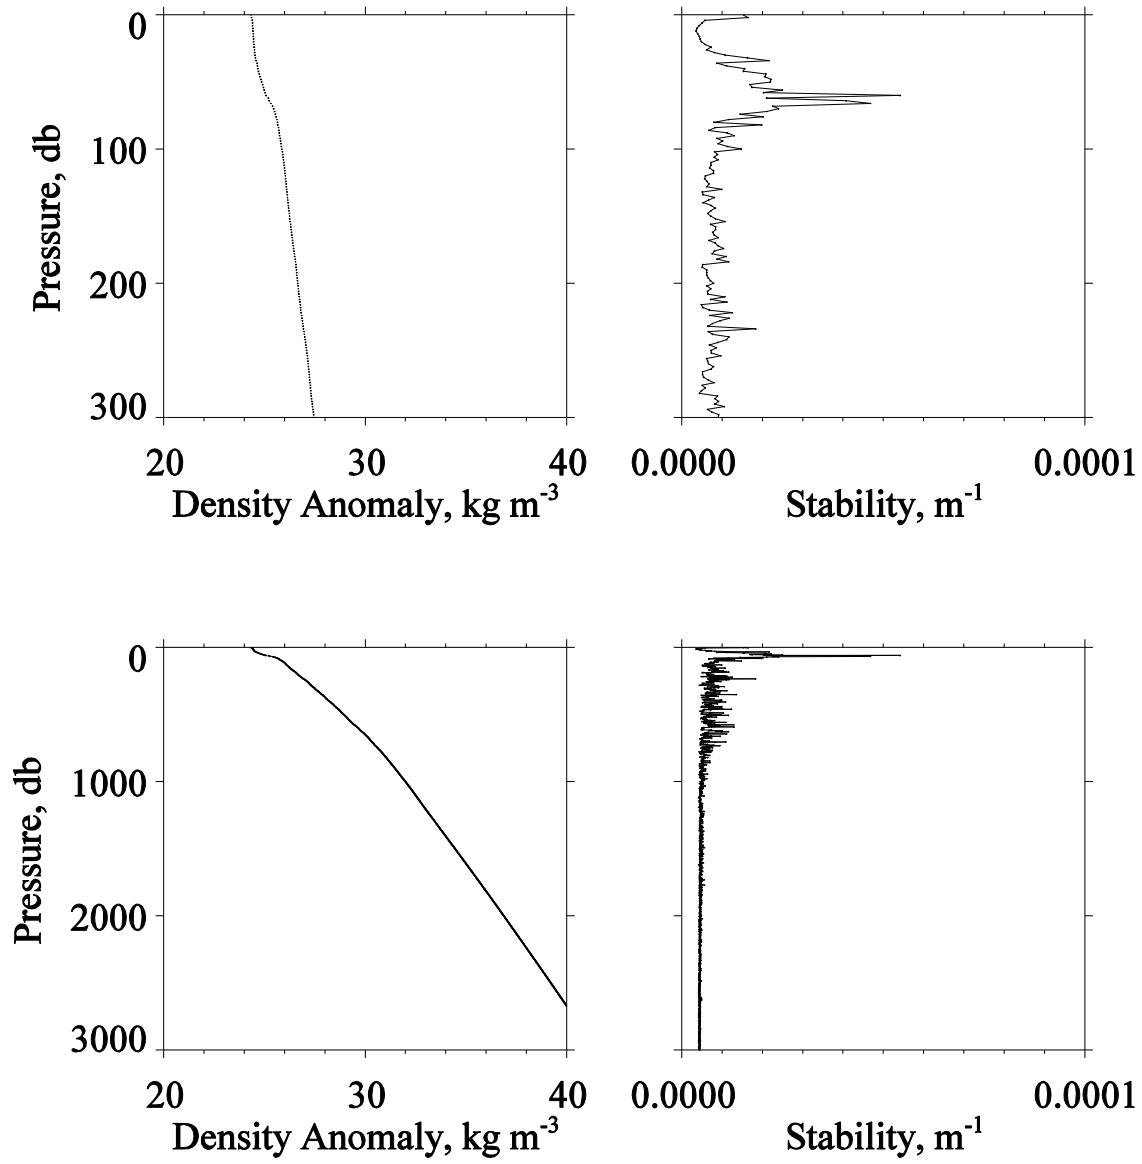 0
100
200
300
Pressure, db
20 30 40
Density Anomaly, kg m-3
0.0000 0.0001
Stability, m-1
0
1000
2000
3000
Pressure, db
20 30 40
Density Anomaly, kg m-3
0.0000 0.0001
Stability, m-1